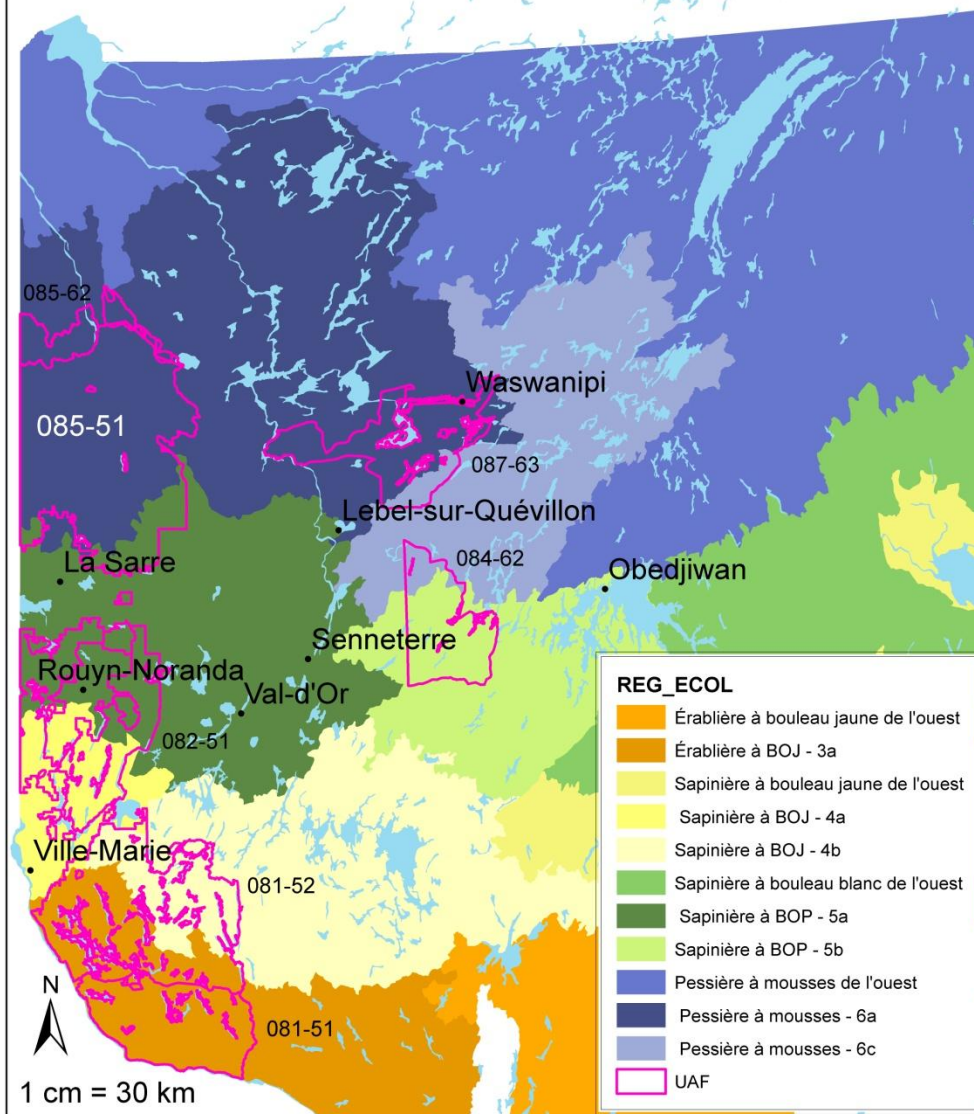 085-62
Waswanipi
085-51
087-63
Lebel-sur-Quévillon
084-62
La Sarre
Obedjiwan
Senneterre
Rouyn-Noranda
Val-d'Or
082-51
Ville-Marie
081-52
N
081-51
1 cm = 30 km
REG_ECOL
Érablière à bouleau jaune de l'ouest
Érablière à BOJ - 3a
Sapinière à bouleau jaune de l'ouest
Sapinière à BOJ - 4a
Sapinière à BOJ - 4b
Sapinière à bouleau blanc de l'ouest
Sapinière à BOP - 5a
Sapinière à BOP - 5b
Pessière à mousses de l'ouest
Pessière à mousses - 6a
Pessière à mousses - 6c
UAF